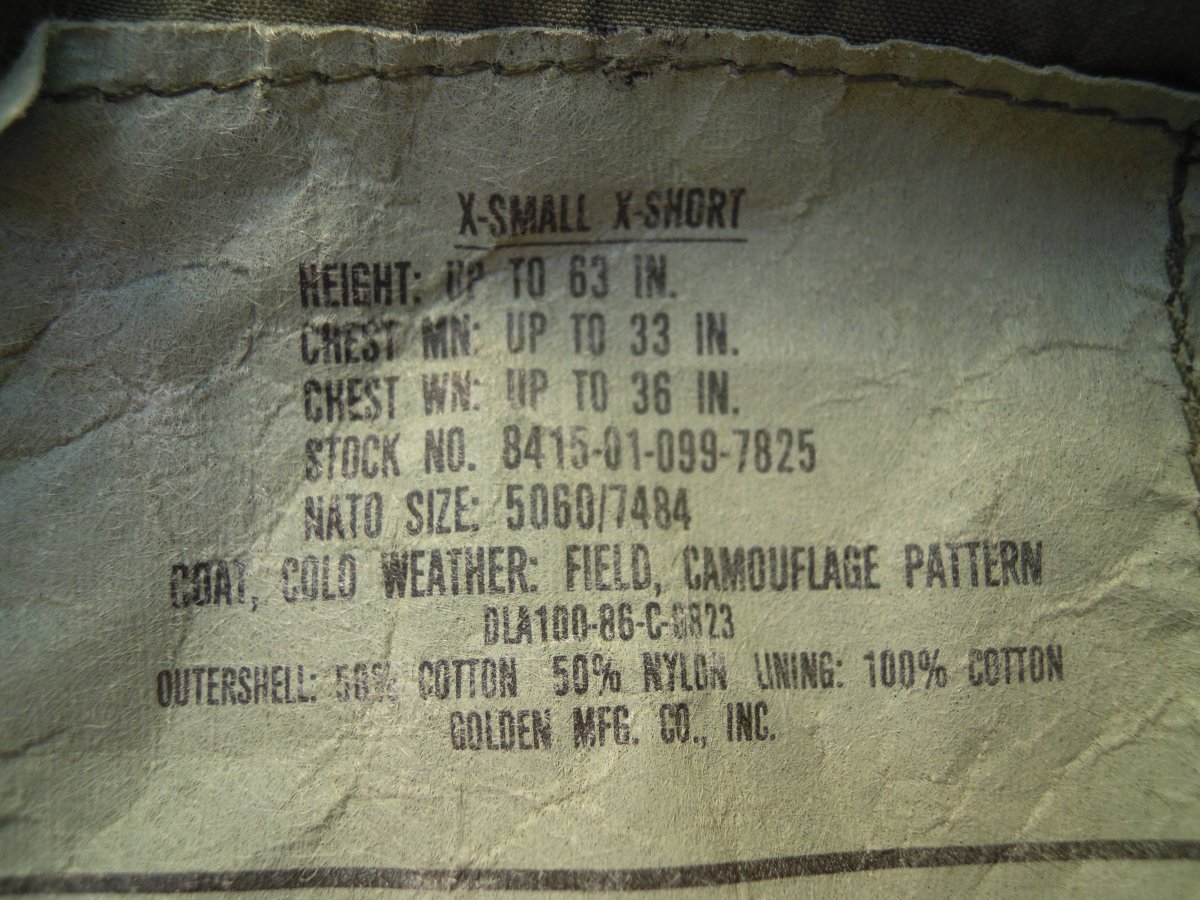 X-SMALL X-SHORT
HEIGHT: UP TO 63 IN.
CHEST MN: UP TO 33 IN.
CHEST WN: UP TO 36 IN.
STOCK NO. 8415-01-099-7825
NATO SIZE: 5060/7484
COAT, COLD WEATHER: FIELD, CAMOUFLAGE PATTERN
DLA100-86-C-0823
OUTERSHELL: 50% COTTON 50% NYLON LINING: 100% COTTON
GOLDEN MFG. CO., INC.